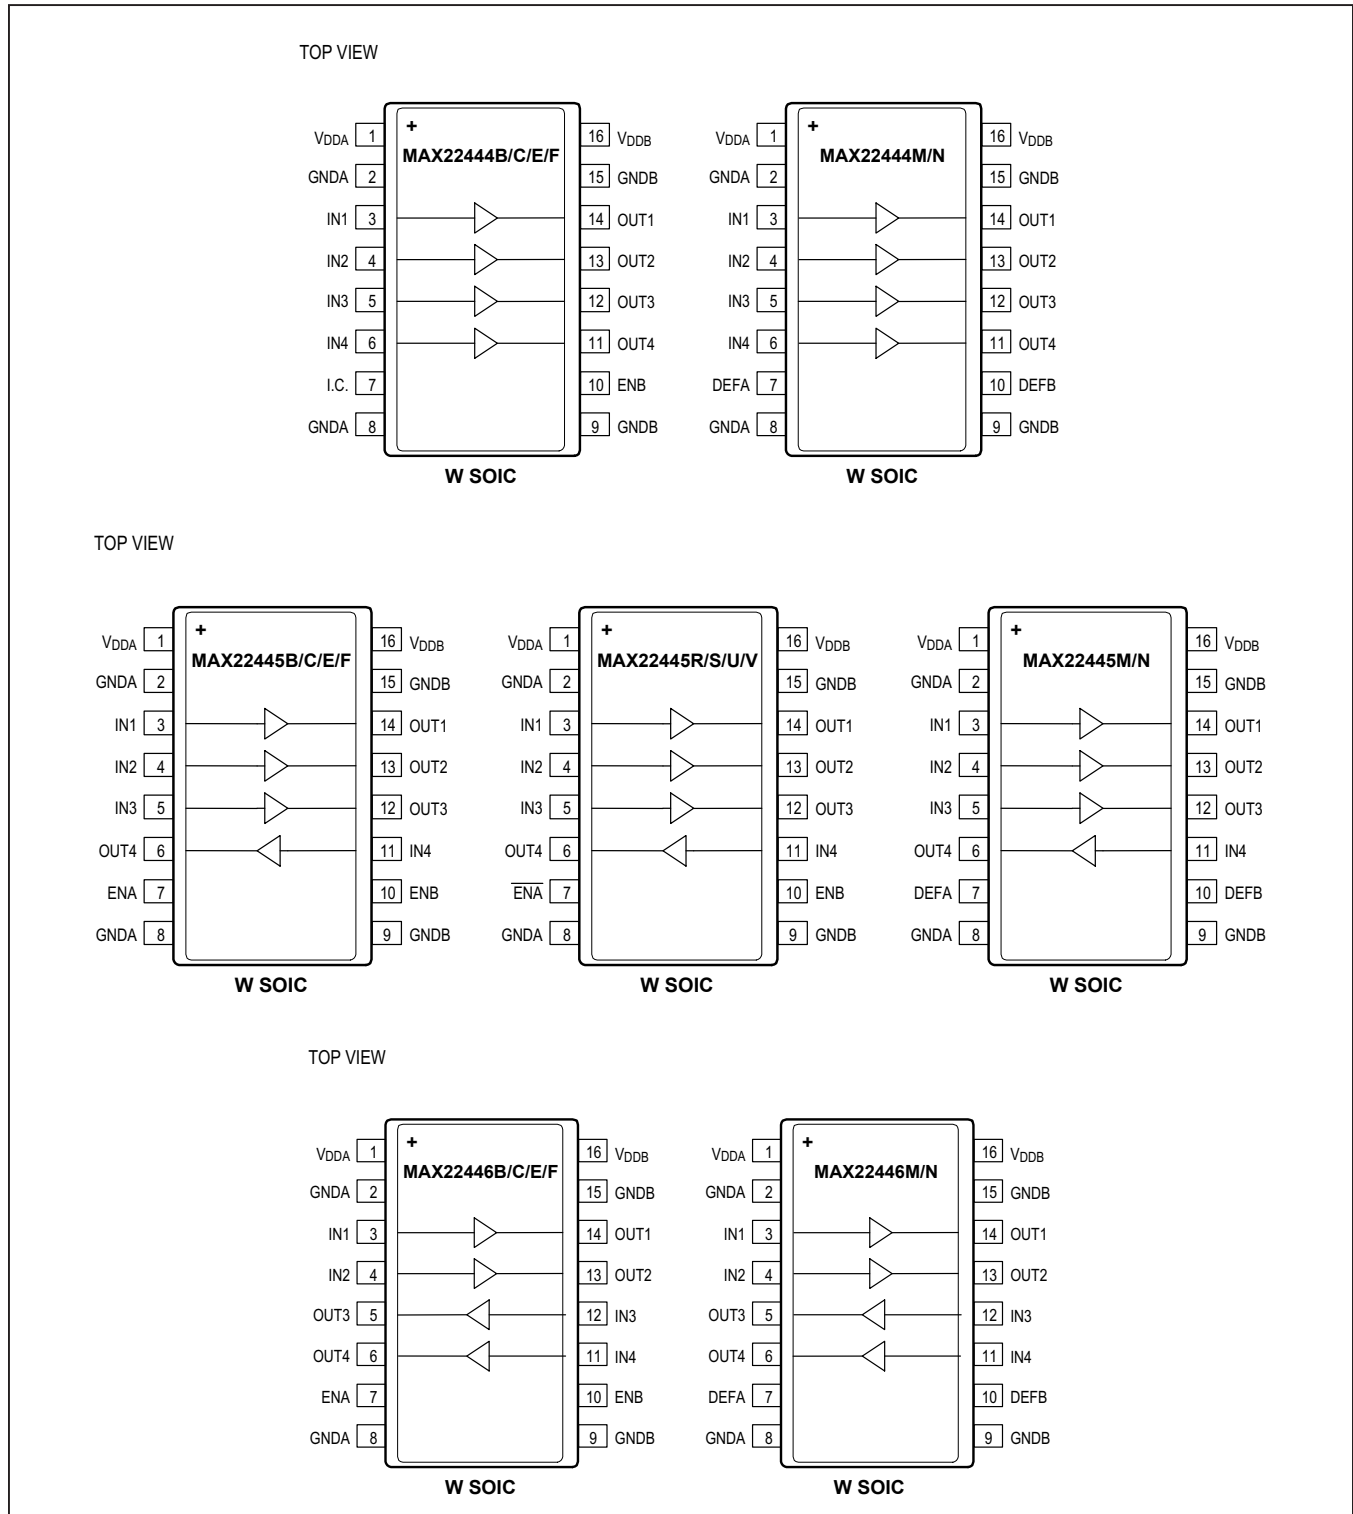 TOP VIEW
VDDA 1 + 16 VDDB VDDA 1 + 16 VDDB
MAX22444B/C/E/F MAX22444M/N
GNDA 2 15 GNDB GNDA 2 15 GNDB
IN1 3 14 OUT1 IN1 3 14 OUT1
IN2 4 13 OUT2 IN2 4 13 OUT2
IN3 5 12 OUT3 IN3 5 12 OUT3
IN4 6 11 OUT4 IN4 6 11 OUT4
I.C. 7 10 ENB DEFA 7 10 DEFB
GNDA 8 9 GNDB GNDA 8 9 GNDB
W SOIC W SOIC
TOP VIEW
VDDA 1 + 16 VDDB VDDA 1 + 16 VDDB VDDA 1 + 16 VDDB
MAX22445B/C/E/F MAX22445R/S/U/V MAX22445M/N
GNDA 2 15 GNDB GNDA 2 15 GNDB GNDA 2 15 GNDB
IN1 3 14 OUT1 IN1 3 14 OUT1 IN1 3 14 OUT1
IN2 4 13 OUT2 IN2 4 13 OUT2 IN2 4 13 OUT2
IN3 5 12 OUT3 IN3 5 12 OUT3 IN3 5 12 OUT3
OUT4 6 11 IN4 OUT4 6 11 IN4 OUT4 6 11 IN4
ENA 7 10 ENB E̅N̅A̅ 7 10 ENB DEFA 7 10 DEFB
GNDA 8 9 GNDB GNDA 8 9 GNDB GNDA 8 9 GNDB
W SOIC W SOIC W SOIC
TOP VIEW
VDDA 1 + 16 VDDB VDDA 1 + 16 VDDB
MAX22446B/C/E/F MAX22446M/N
GNDA 2 15 GNDB GNDA 2 15 GNDB
IN1 3 14 OUT1 IN1 3 14 OUT1
IN2 4 13 OUT2 IN2 4 13 OUT2
OUT3 5 12 IN3 OUT3 5 12 IN3
OUT4 6 11 IN4 OUT4 6 11 IN4
ENA 7 10 ENB DEFA 7 10 DEFB
GNDA 8 9 GNDB GNDA 8 9 GNDB
W SOIC W SOIC